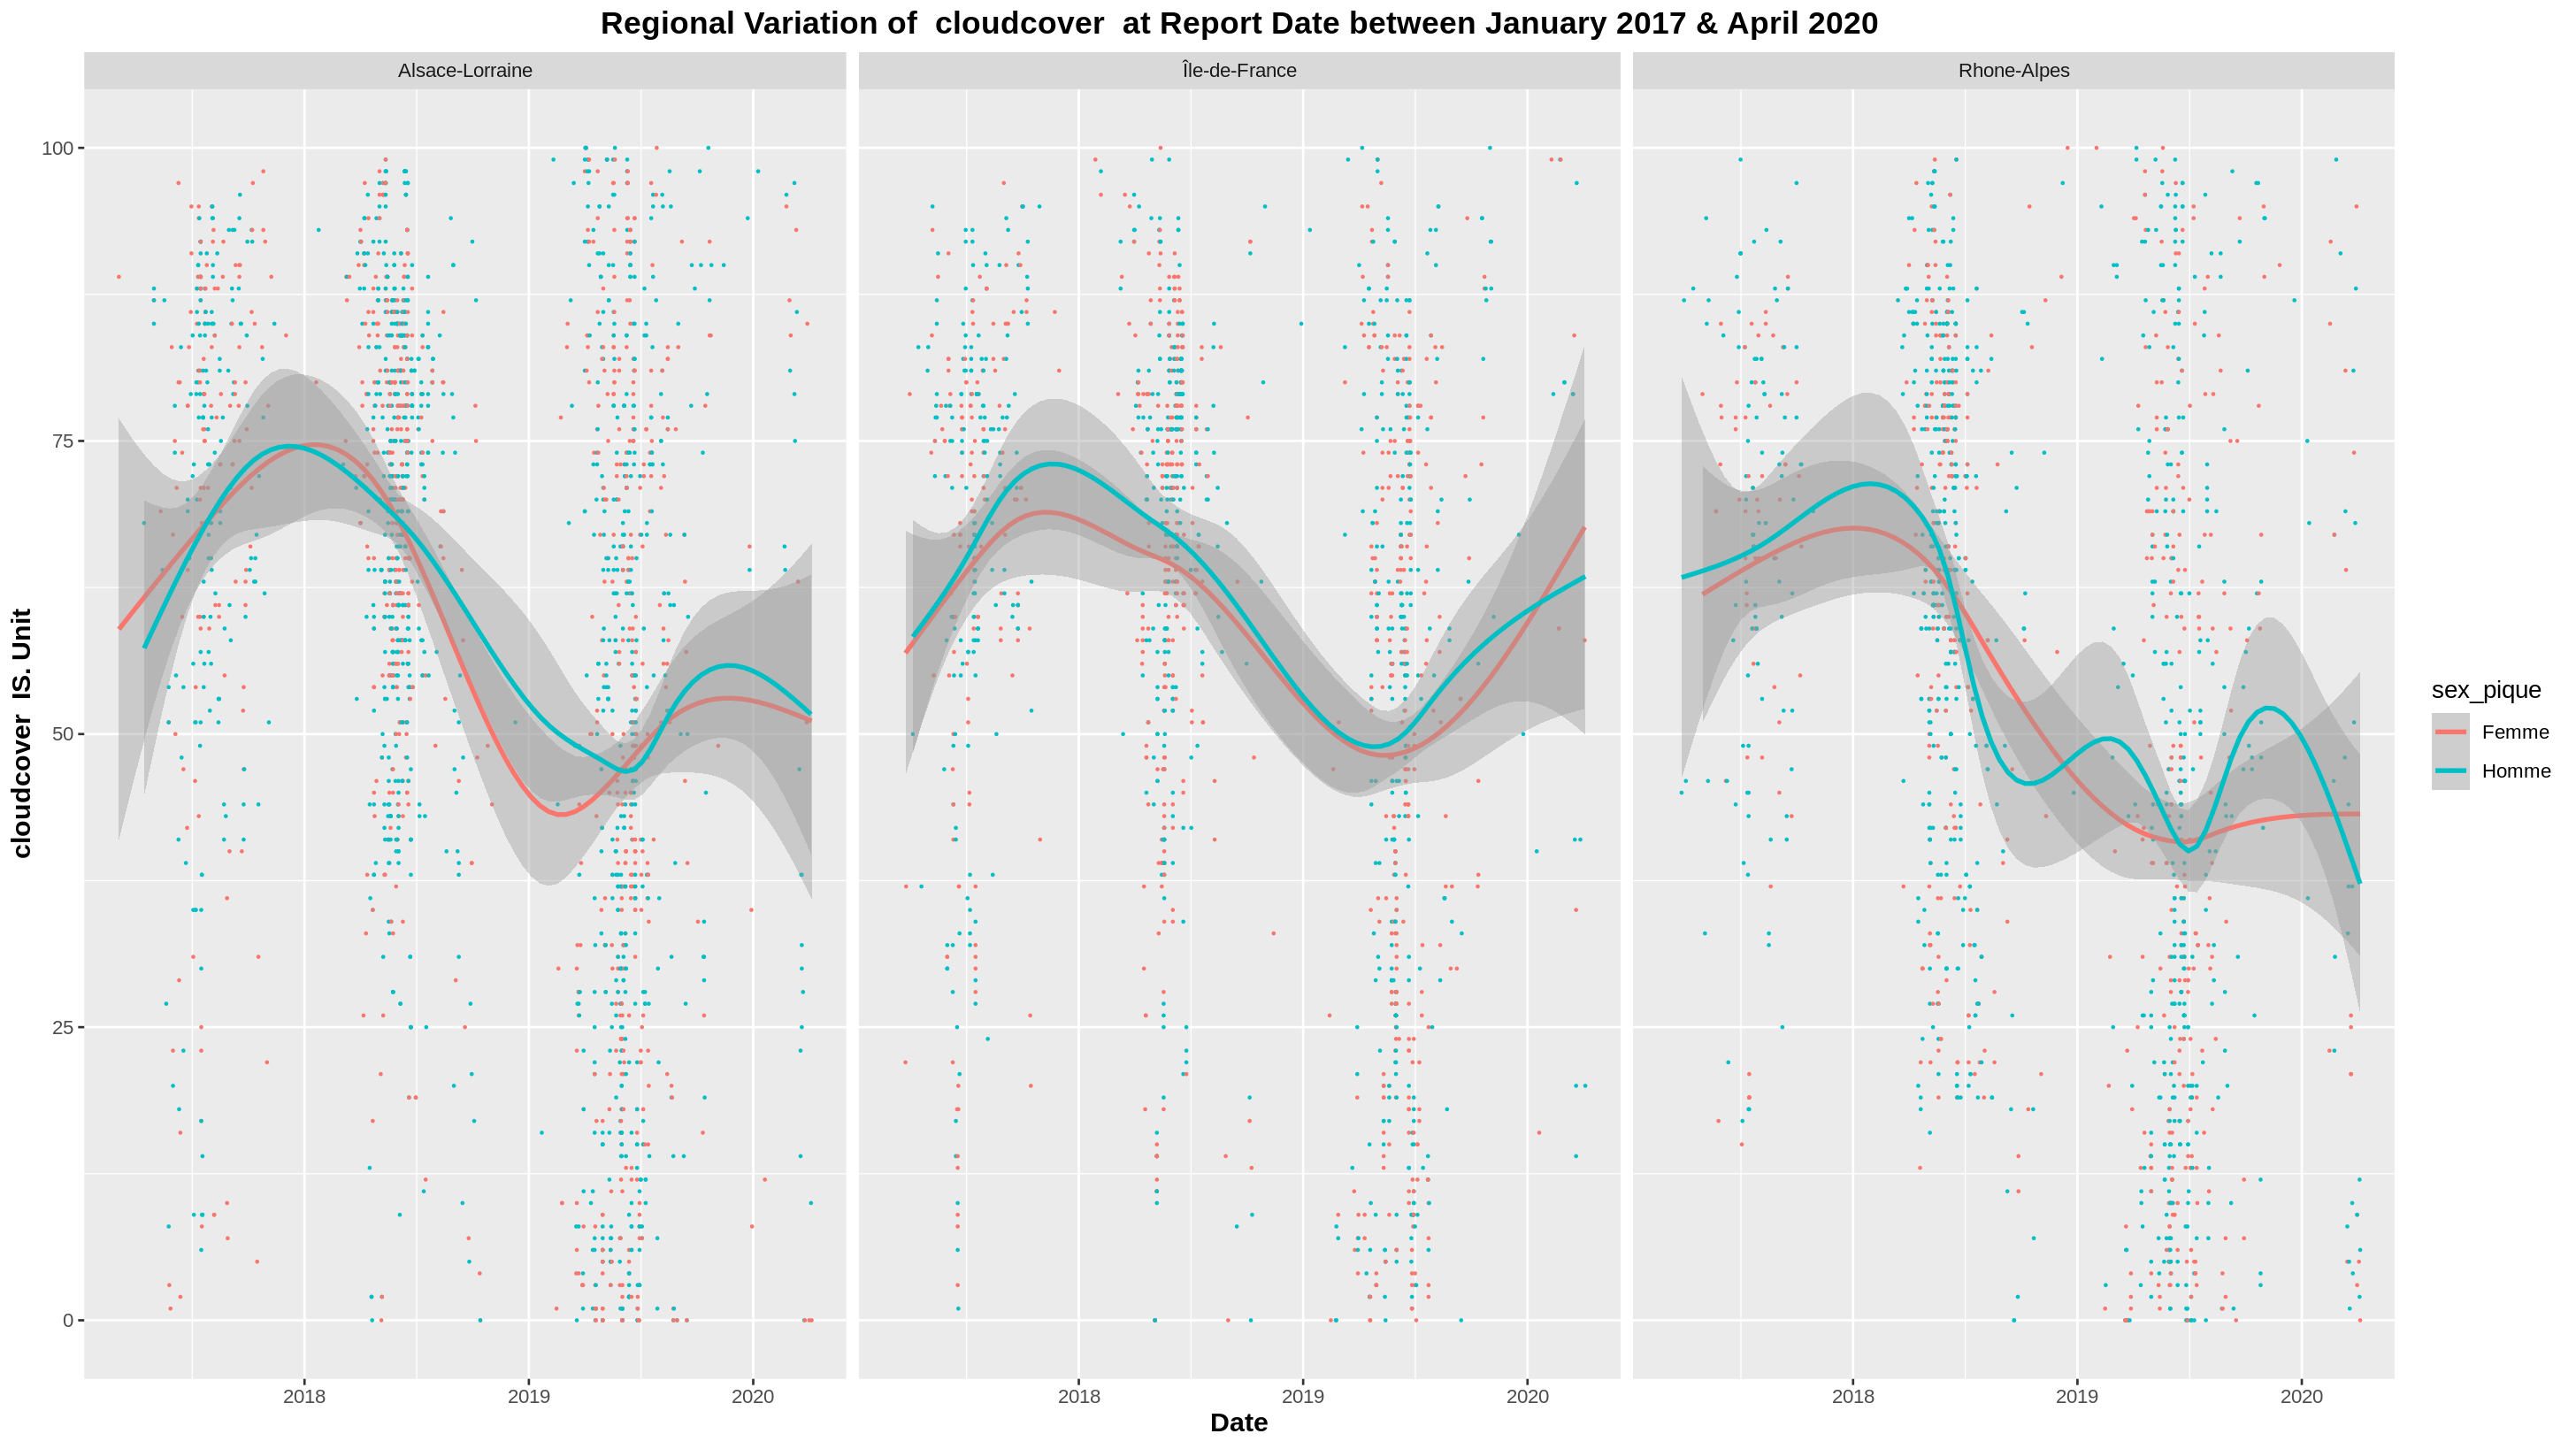 Regional Variation of  cloudcover  at Report Date between January 2017 & April 2020
Alsace-Lorraine
Île-de-France
Rhone-Alpes
cloudcover  IS. Unit
100
75
50
25
0
2018
2019
2020
2018
2019
2020
2018
2019
2020
Date
sex_pique
Femme
Homme